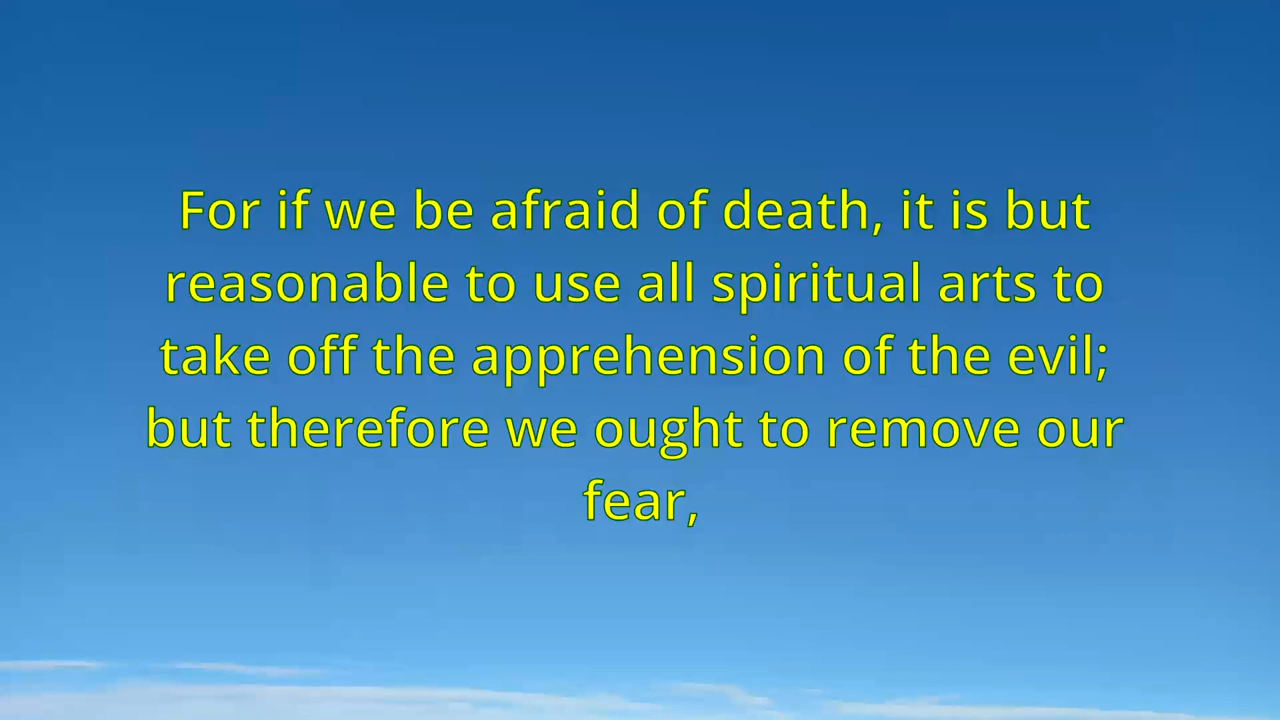 For if we be afraid of death, it is but
reasonable to use all spiritual arts to
take off the apprehension of the evil;
but therefore we ought to remove our
fear,